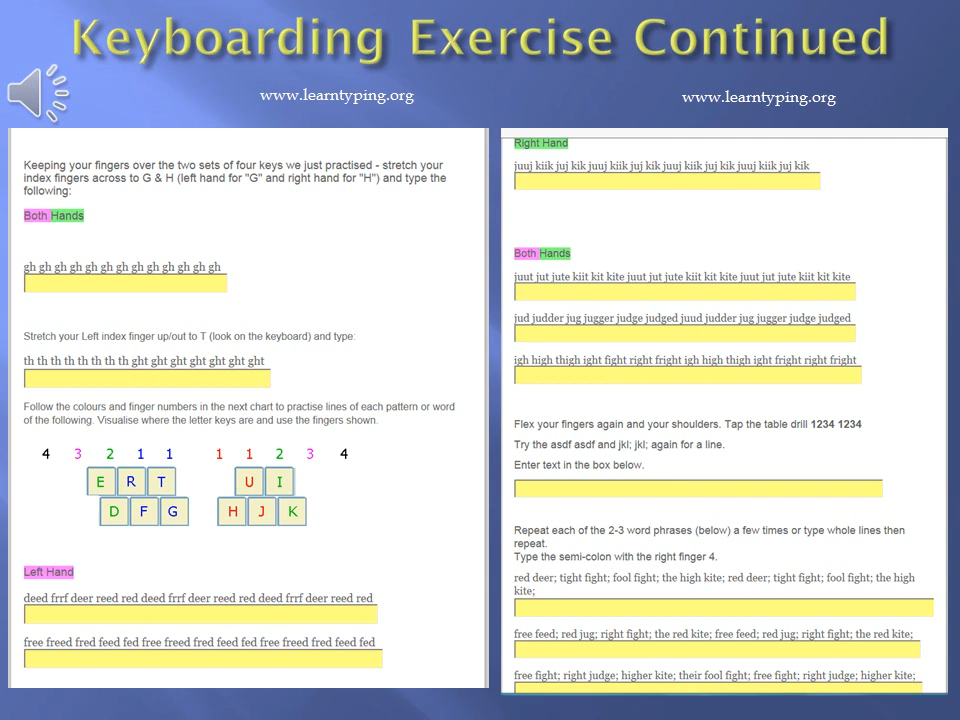 Keyboarding Exercise Continued
www.learntyping.org
www.learntyping.org
Keeping your fingers over the two sets of four keys we just practised - stretch your
index fingers across to G & H (left hand for "G" and right hand for "H") and type the
following:
Both Hands
gh gh gh gh gh gh gh gh gh gh gh gh gh
Stretch your Left index finger up/out to T (look on the keyboard) and type:
th th th th th th th th ght ght ght ght ght ght ght
Follow the colours and finger numbers in the next chart to practise lines of each pattern or word
of the following. Visualise where the letter keys are and use the fingers shown.
4 3 2 1 1 1 1 2 3 4
E R T U I
D F G H J K
Left Hand
deed frrf deer reed red deed frrf deer reed red deed frrf deer reed red
free freed fred feed fed free freed fred feed fed free freed fred feed fed
Right Hand
juuj kiik juj kik juuj kiik juj kik juuj kiik juj kik juuj kiik juj kik
Both Hands
juut jut jute kiit kit kite juut jut jute kiit kit kite juut jut jute kiit kit kite
jud judder jug jugger judge judged juud judder jug jugger judge judged
igh high thigh ight fight right fright igh high thigh ight fright right fright
Flex your fingers again and your shoulders. Tap the table drill 1234 1234
Try the asdf asdf and jkl; jkl; again for a line.
Enter text in the box below.
Repeat each of the 2-3 word phrases (below) a few times or type whole lines then
repeat.
Type the semi-colon with the right finger 4.
red deer; tight fight; fool fight; the high kite; red deer; tight fight; fool fight; the high
kite;
free feed; red jug; right fight; the red kite; free feed; red jug; right fight; the red kite;
free fight; right judge; higher kite; their fool fight; free fight; right judge; higher kite;